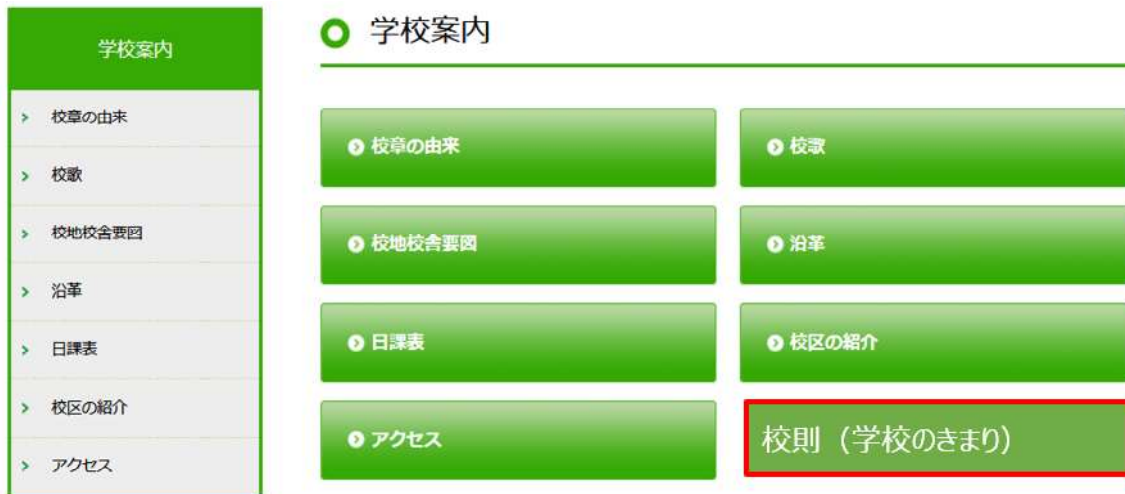 学校案内
校章の由来
校歌
校地校舎要図
沿革
日課表
校区の紹介
アクセス
学校案内
校章の由来
校歌
校地校舎要図
沿革
日課表
校区の紹介
アクセス
校則（学校のきまり）